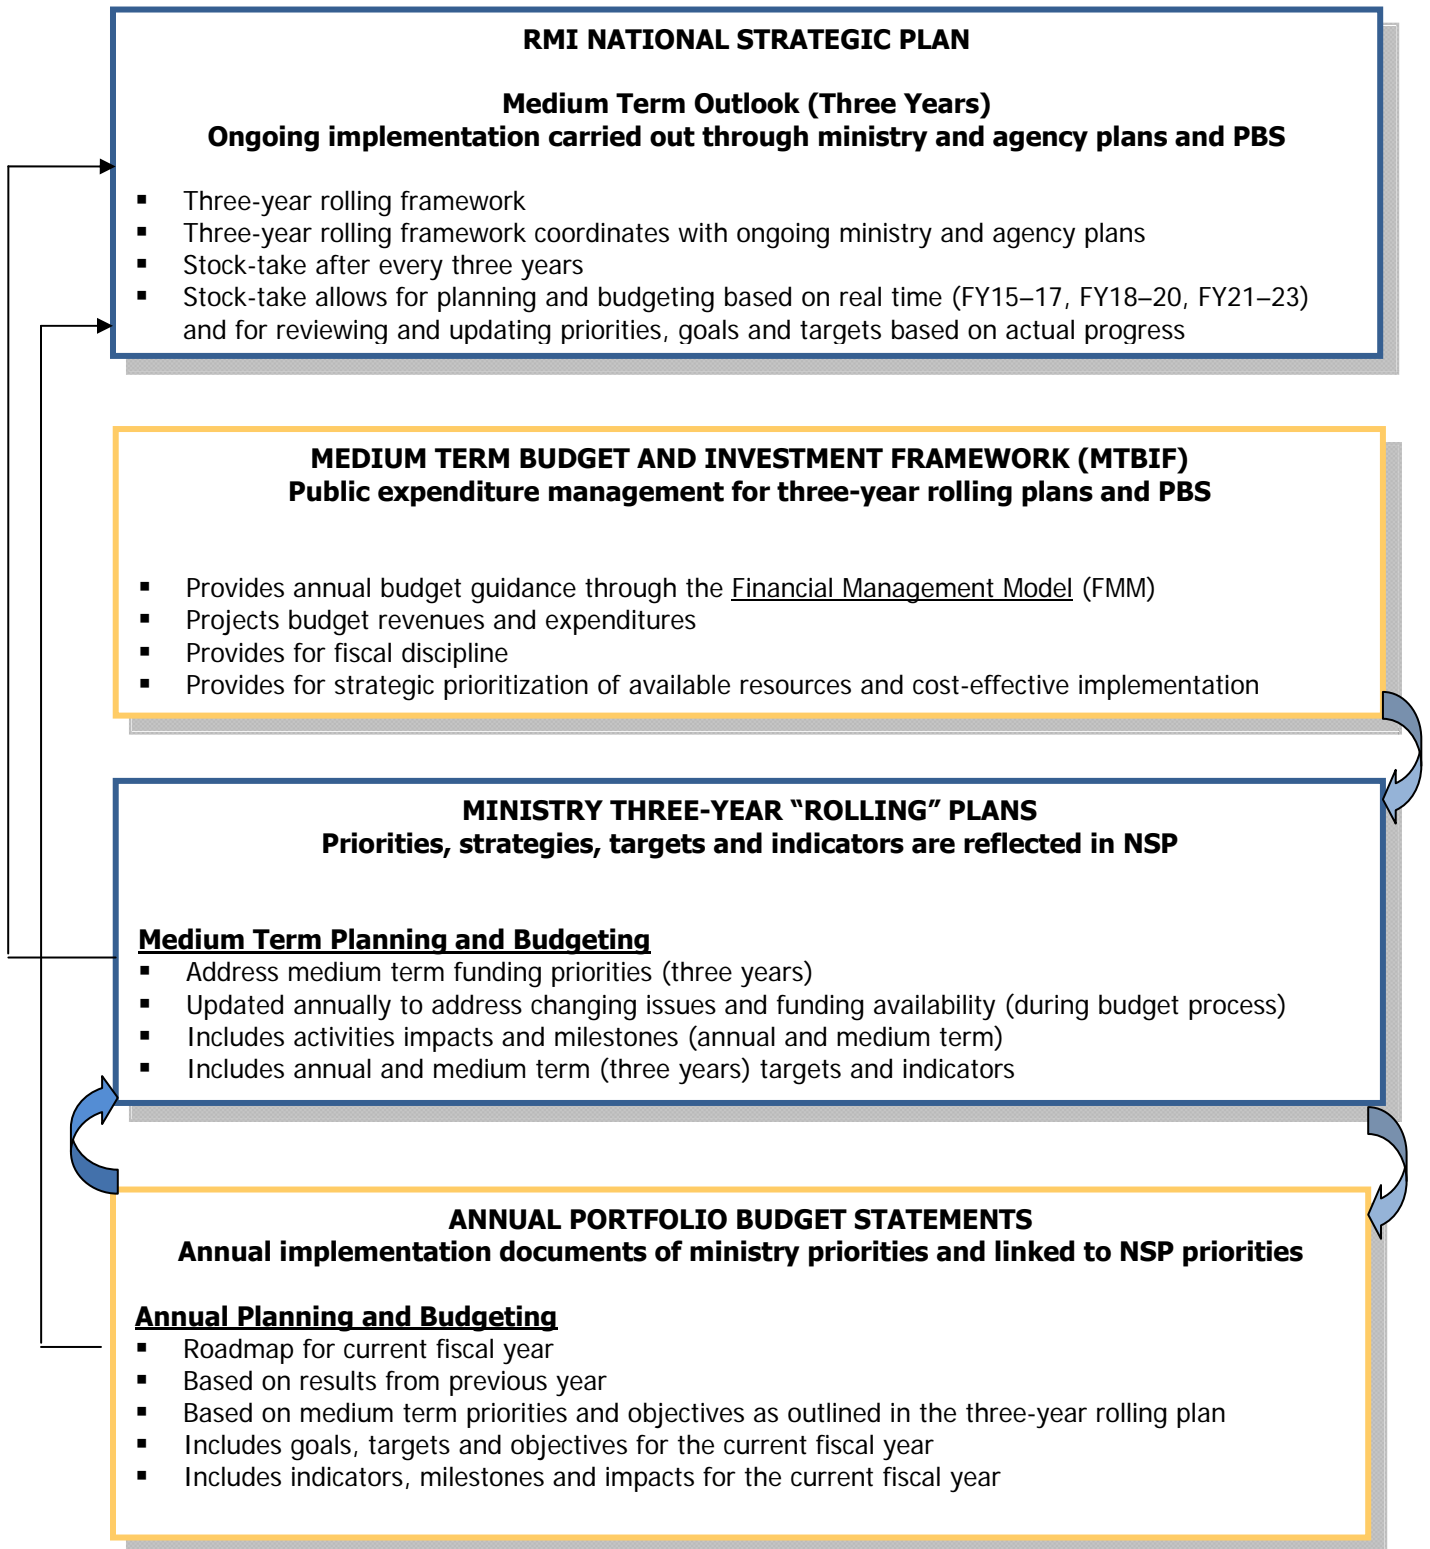 RMI NATIONAL STRATEGIC PLAN
Medium Term Outlook (Three Years)
Ongoing implementation carried out through ministry and agency plans and PBS
▪ Three-year rolling framework
▪ Three-year rolling framework coordinates with ongoing ministry and agency plans
▪ Stock-take after every three years
▪ Stock-take allows for planning and budgeting based on real time (FY15–17, FY18–20, FY21–23)
and for reviewing and updating priorities, goals and targets based on actual progress
MEDIUM TERM BUDGET AND INVESTMENT FRAMEWORK (MTBIF)
Public expenditure management for three-year rolling plans and PBS
▪ Provides annual budget guidance through the Financial Management Model (FMM)
▪ Projects budget revenues and expenditures
▪ Provides for fiscal discipline
▪ Provides for strategic prioritization of available resources and cost-effective implementation
MINISTRY THREE-YEAR “ROLLING” PLANS
Priorities, strategies, targets and indicators are reflected in NSP
Medium Term Planning and Budgeting
▪ Address medium term funding priorities (three years)
▪ Updated annually to address changing issues and funding availability (during budget process)
▪ Includes activities impacts and milestones (annual and medium term)
▪ Includes annual and medium term (three years) targets and indicators
ANNUAL PORTFOLIO BUDGET STATEMENTS
Annual implementation documents of ministry priorities and linked to NSP priorities
Annual Planning and Budgeting
▪ Roadmap for current fiscal year
▪ Based on results from previous year
▪ Based on medium term priorities and objectives as outlined in the three-year rolling plan
▪ Includes goals, targets and objectives for the current fiscal year
▪ Includes indicators, milestones and impacts for the current fiscal year